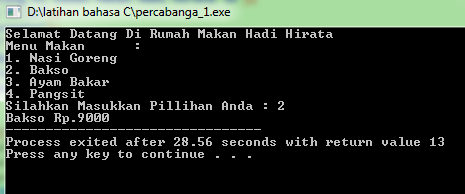 D:\latihan bahasa C\percabanga_1.exe
Selamat Datang Di Rumah Makan Hadi Hirata
Menu Makan      :
1. Nasi Goreng
2. Bakso
3. Ayam Bakar
4. Pangsit
Silahkan Masukkan Pillihan Anda : 2
Bakso Rp.9000
--------------------------------
Process exited after 28.56 seconds with return value 13
Press any key to continue . . .